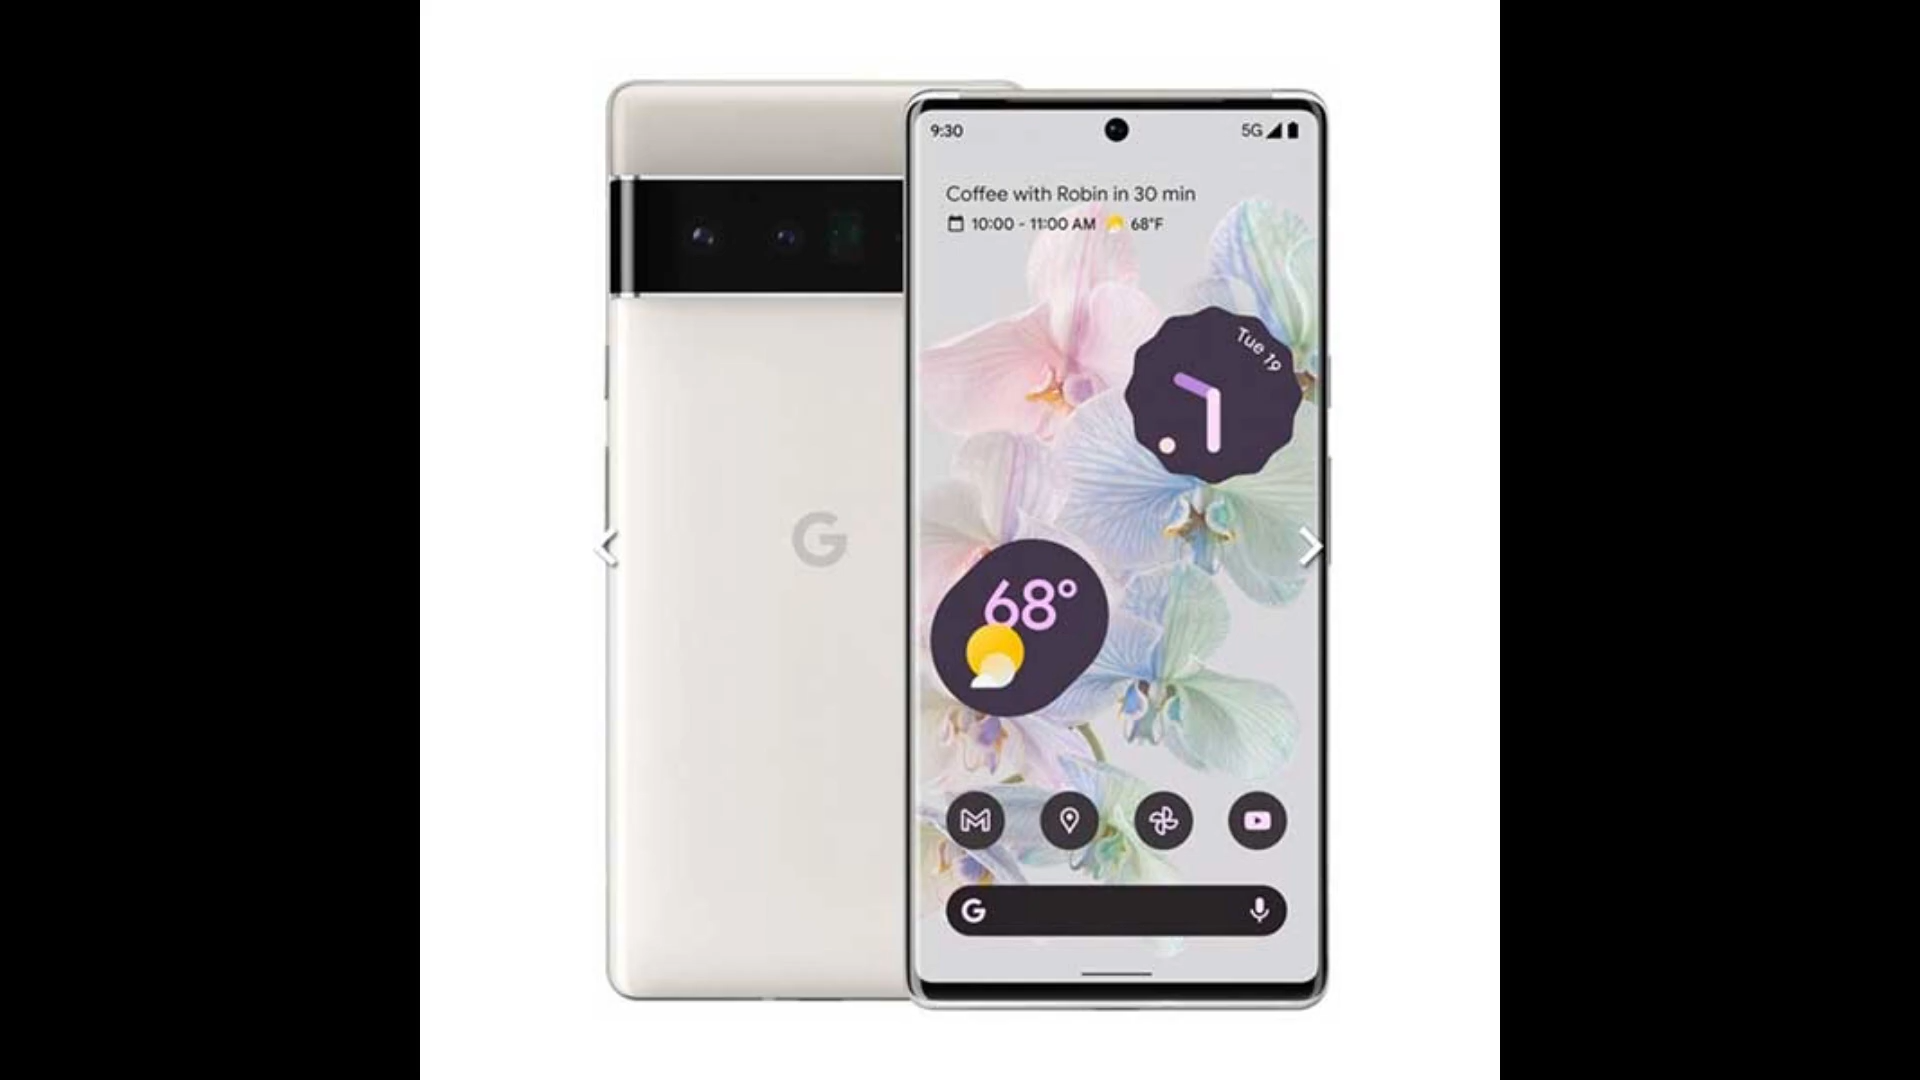 9:30
5G
Coffee with Robin in 30 min
10:00 - 11:00 AM 68°F
Tue 19
G
68°
G